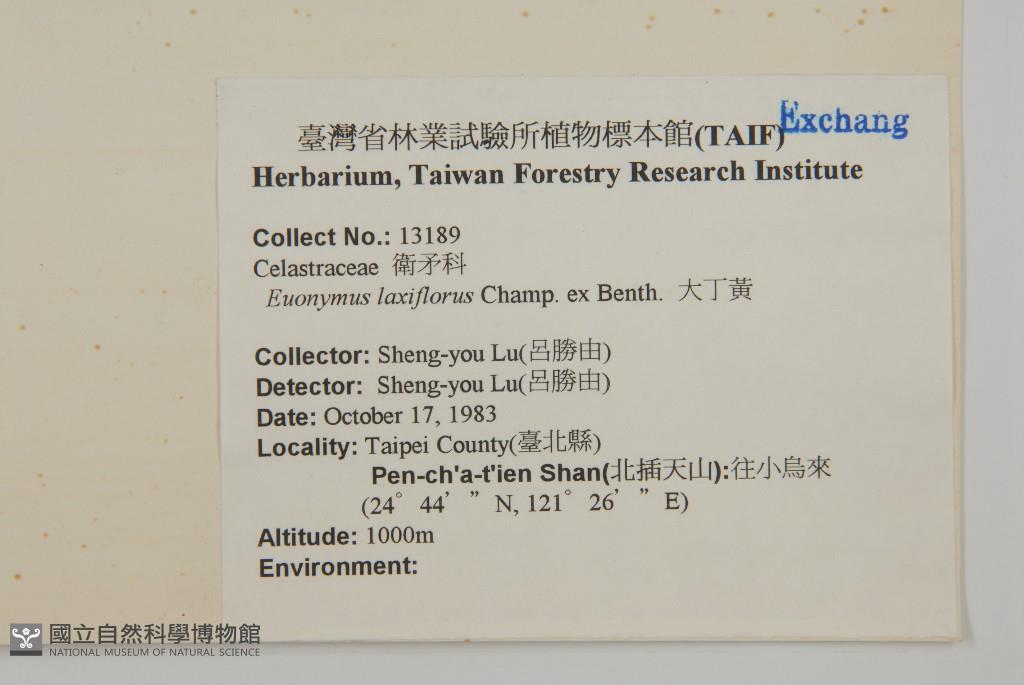 臺灣省林業試驗所植物標本館(TAIF)
Exchang
Herbarium, Taiwan Forestry Research Institute
Collect No.: 13189
Celastraceae 衛矛科
Euonymus laxiflorus Champ. ex Benth. 大丁黃
Collector: Sheng-you Lu(呂勝由)
Detector: Sheng-you Lu(呂勝由)
Date: October 17, 1983
Locality: Taipei County(臺北縣)
Pen-ch'a-t'ien Shan(北插天山):往小烏來
(24° 44' " N, 121° 26' " E)
Altitude: 1000m
Environment:
國立自然科學博物館
NATIONAL MUSEUM OF NATURAL SCIENCE